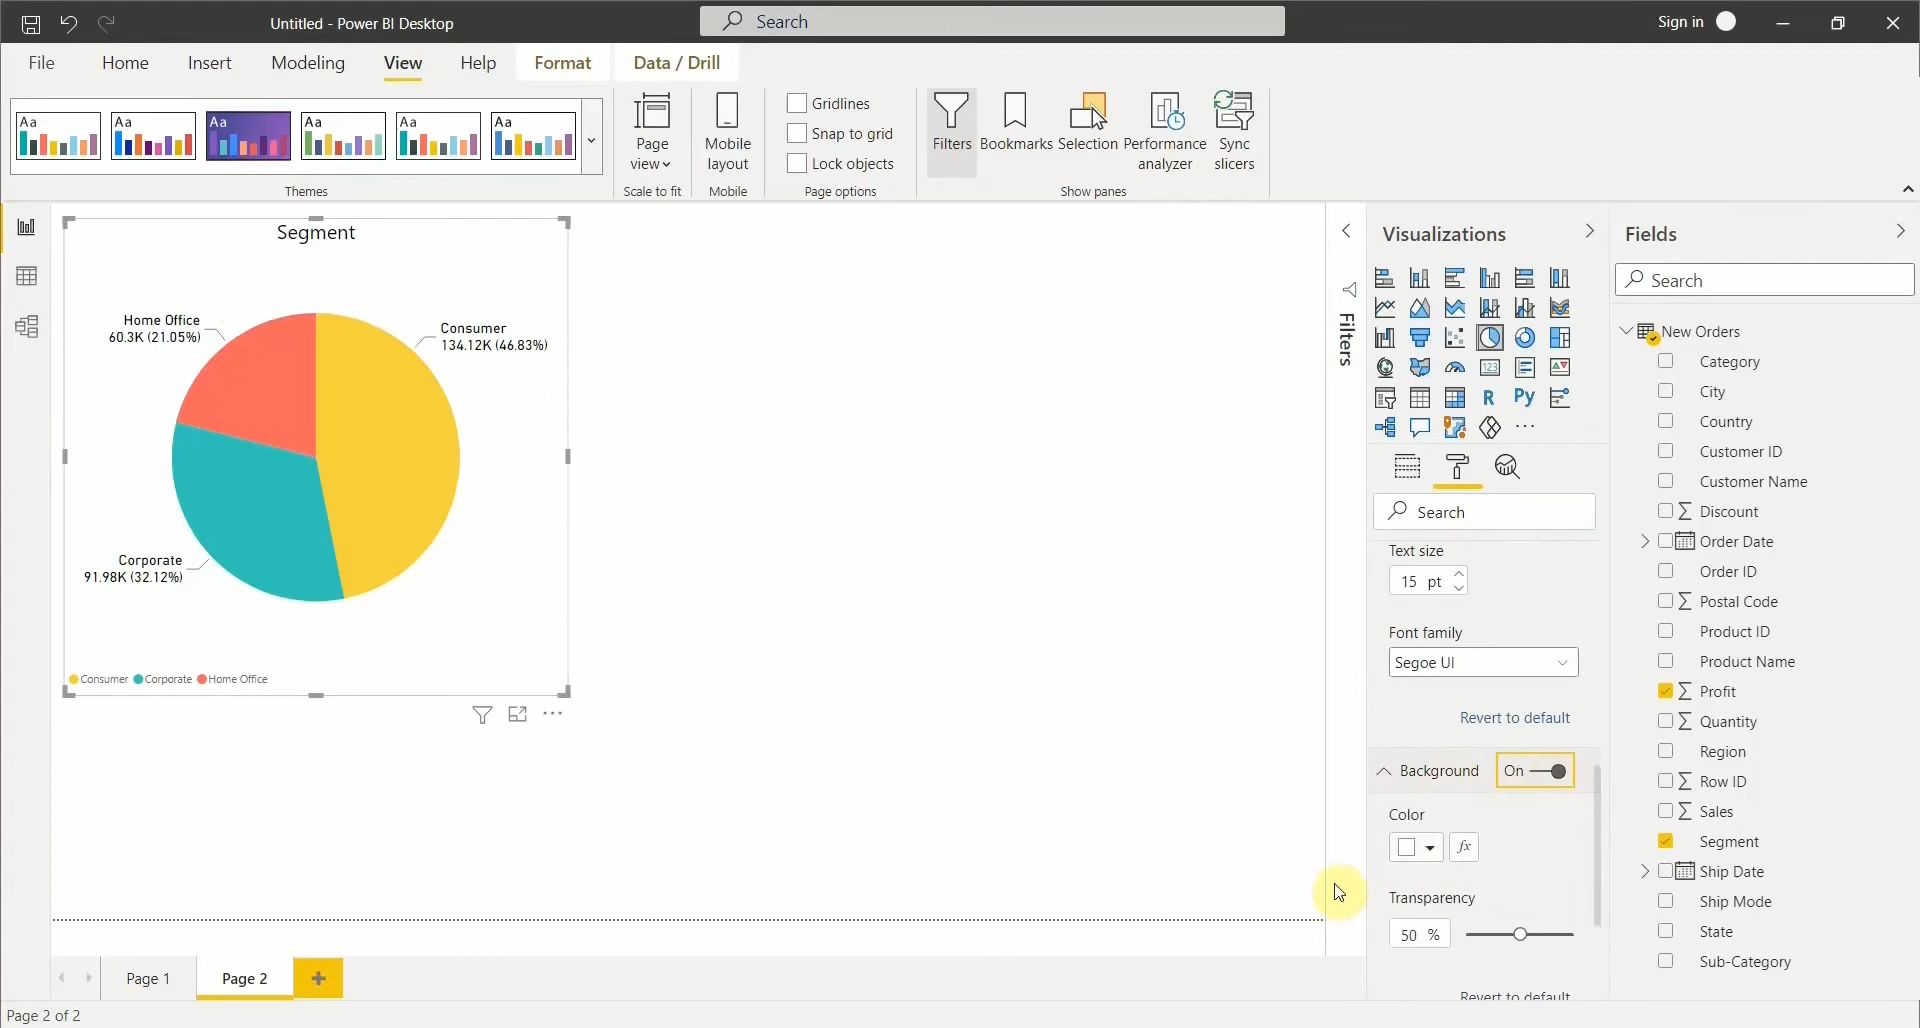 Untitled - Power BI Desktop
Search
Sign in
File
Home
Insert
Modeling
View
Help
Format
Data / Drill
Aa
Aa
Aa
Aa
Aa
Aa
Themes
Page
view
Scale to fit
Mobile
layout
Mobile
Gridlines
Snap to grid
Lock objects
Page options
Filters
Bookmarks
Selection
Performance
analyzer
Sync
slicers
Show panes
Segment
Home Office
60.3K (21.05%)
Consumer
134.12K (46.83%)
Corporate
91.98K (32.12%)
Consumer
Corporate
Home Office
Filters
Visualizations
123
R
Py
Search
Text size
15 pt
Font family
Segoe UI
Revert to default
Background
On
Color
fx
Transparency
50 %
Revert to default
Fields
Search
New Orders
Category
City
Country
Customer ID
Customer Name
Σ Discount
Order Date
Order ID
Σ Postal Code
Product ID
Product Name
Σ Profit
Σ Quantity
Region
Σ Row ID
Σ Sales
Segment
Ship Date
Ship Mode
State
Sub-Category
Page 1
Page 2
+
Page 2 of 2